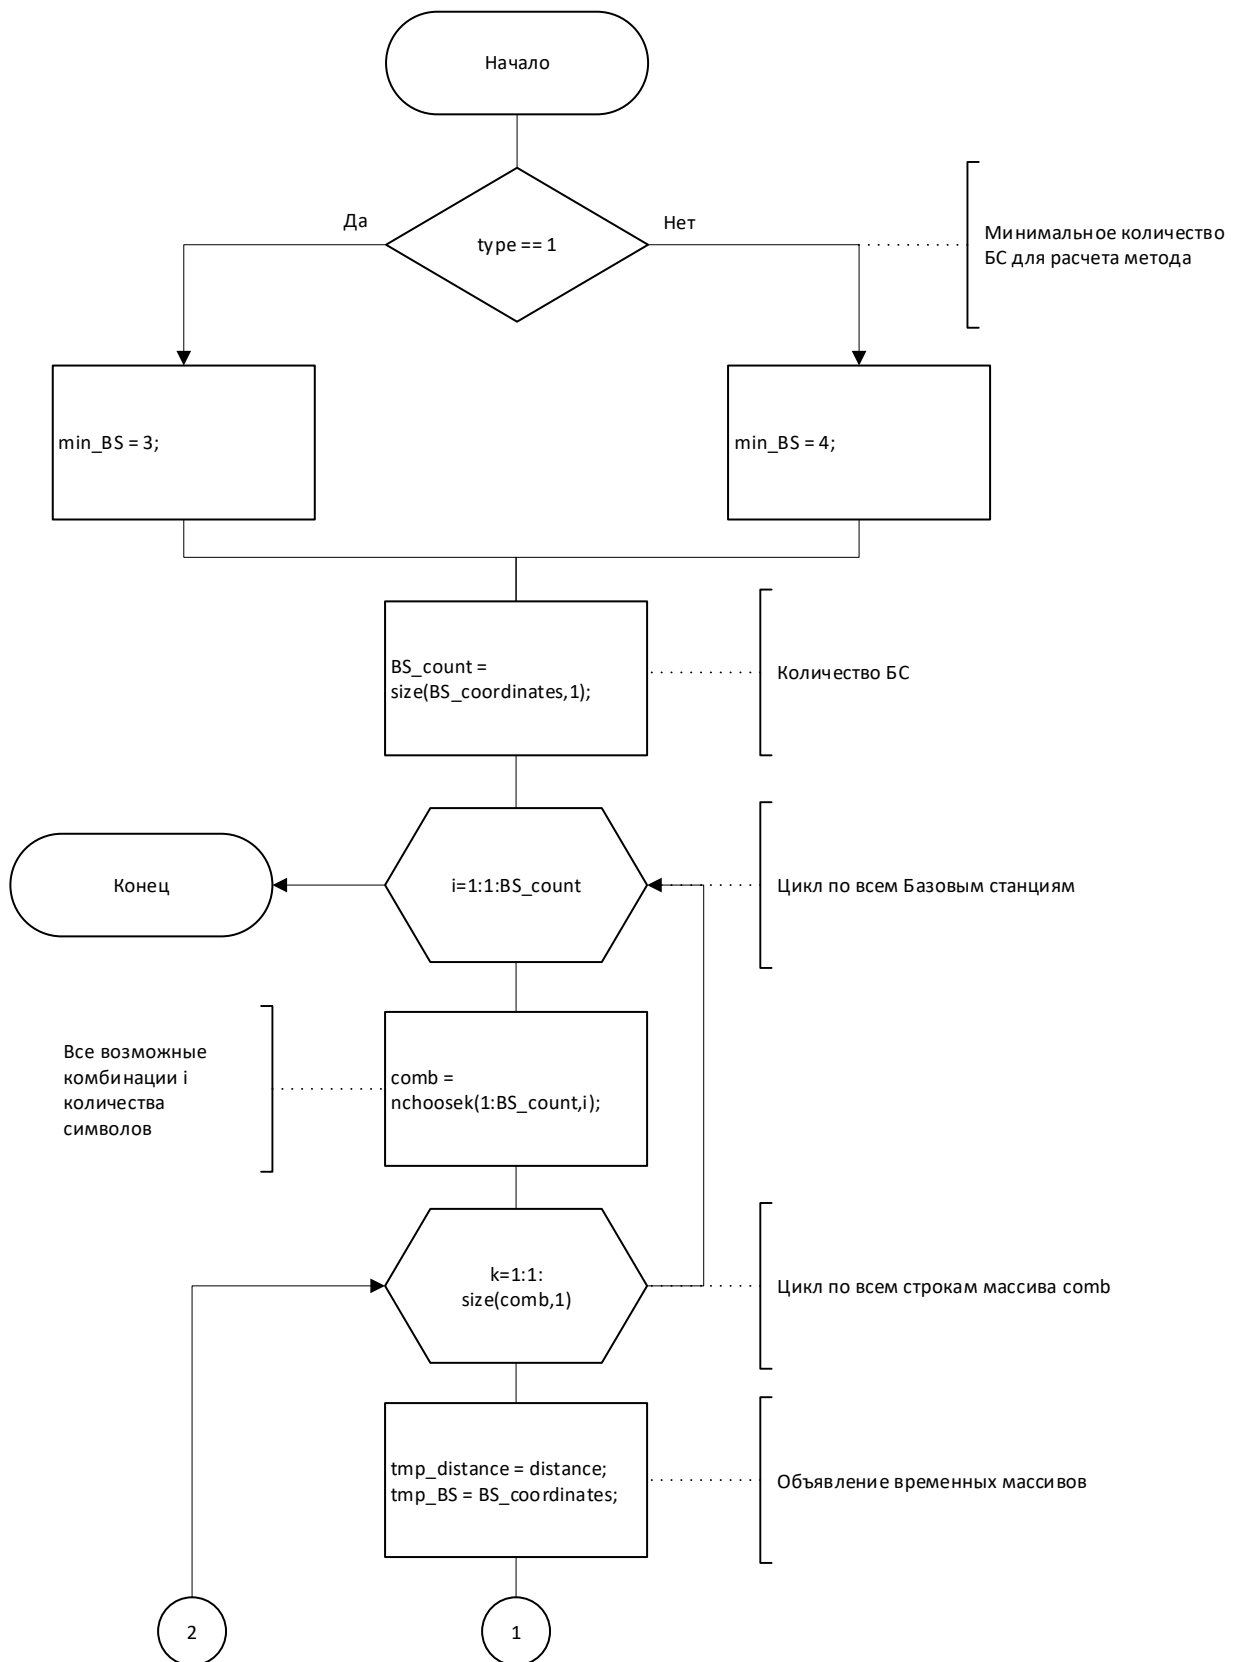 Начало
Да
Нет
type == 1
Минимальное количество
БС для расчета метода
min_BS = 3;
min_BS = 4;
BS_count =
size(BS_coordinates,1);
Количество БС
Конец
i=1:1:BS_count
Цикл по всем Базовым станциям
Все возможные
комбинации i
количества
символов
comb =
nchoosek(1:BS_count,i);
k=1:1:
size(comb,1)
Цикл по всем строкам массива comb
tmp_distance = distance;
tmp_BS = BS_coordinates;
Объявление временных массивов
2
1